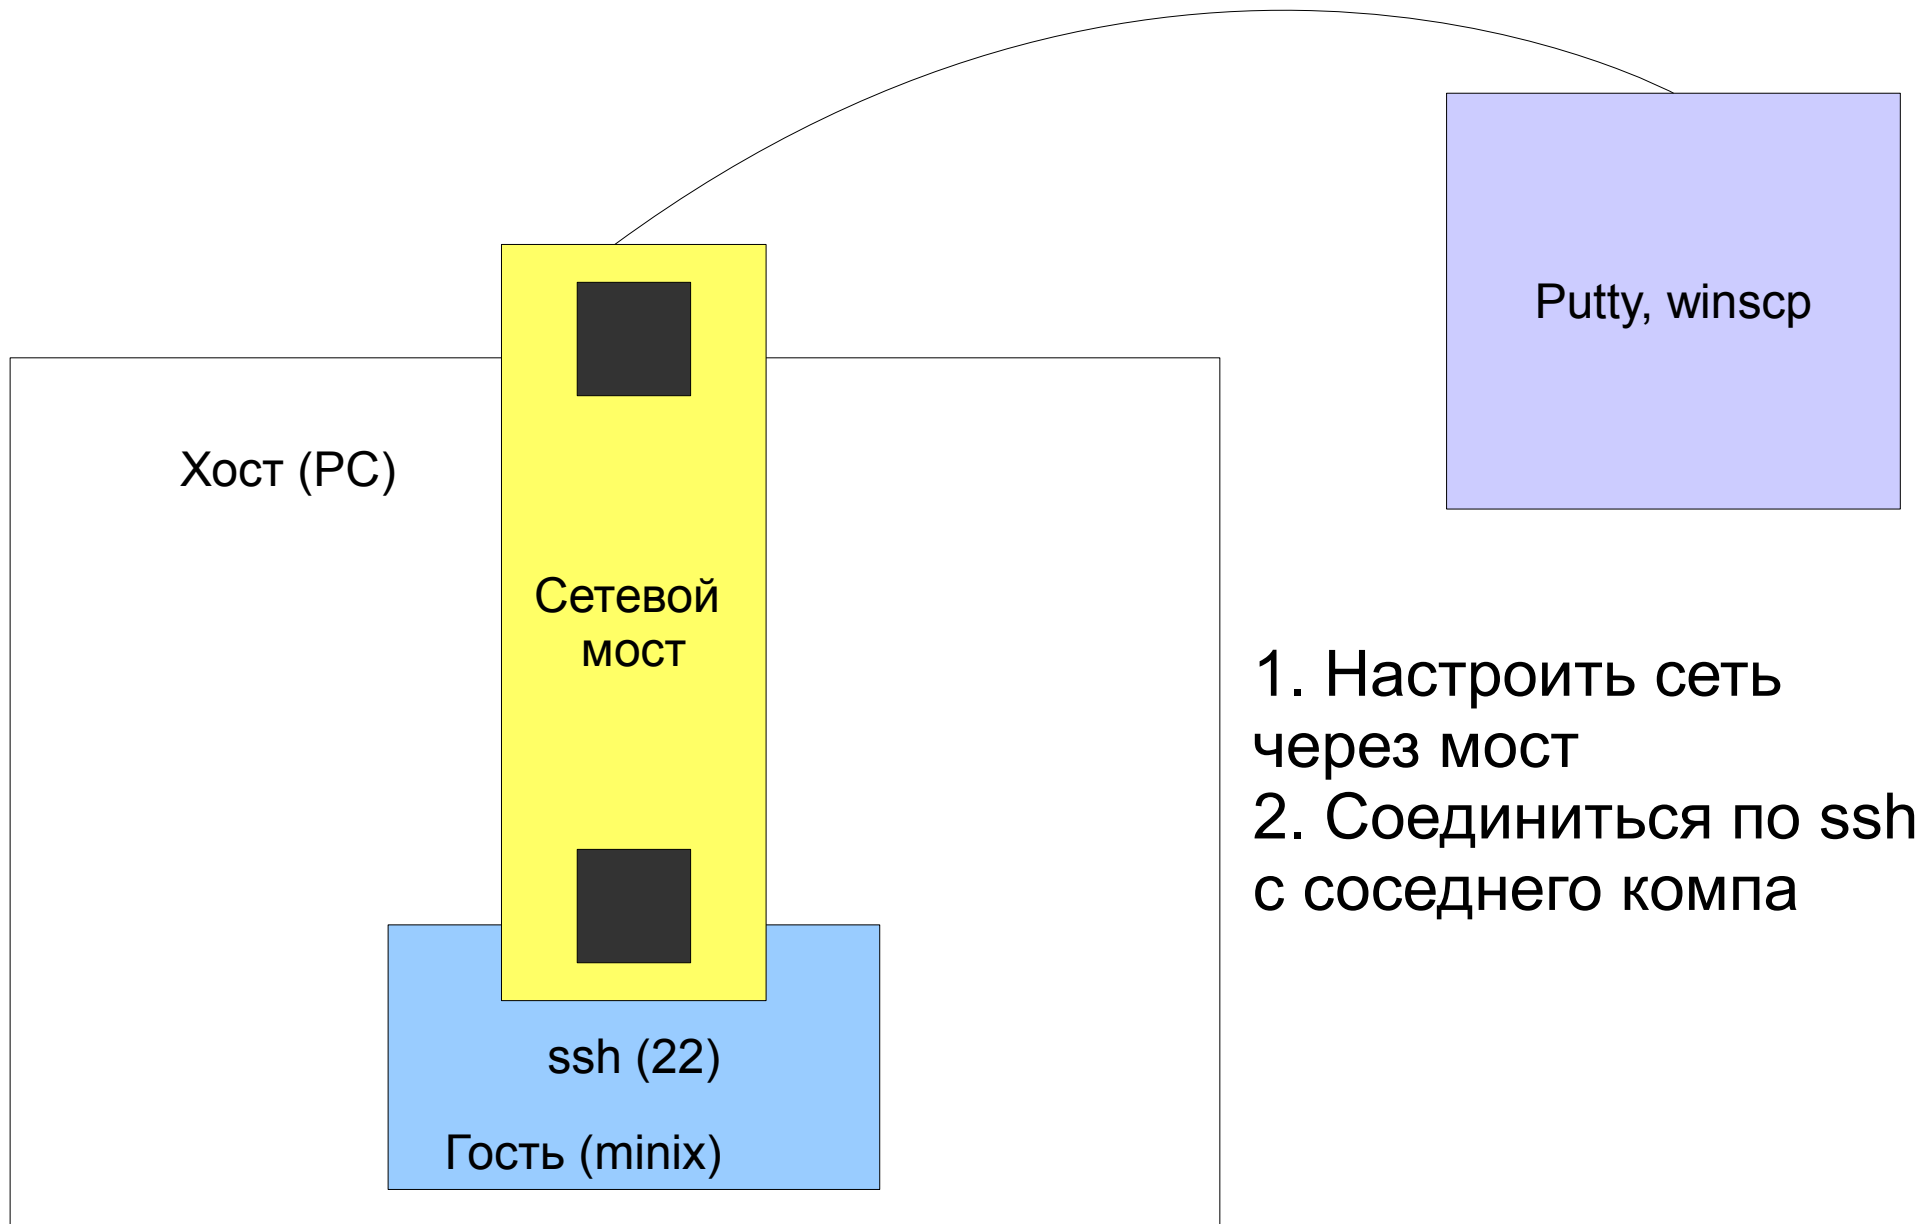 Putty, winscp
Хост (PC)
Сетевой
мост
1. Настроить сеть
через мост
2. Соединиться по ssh
с соседнего компа
ssh (22)
Гость (minix)